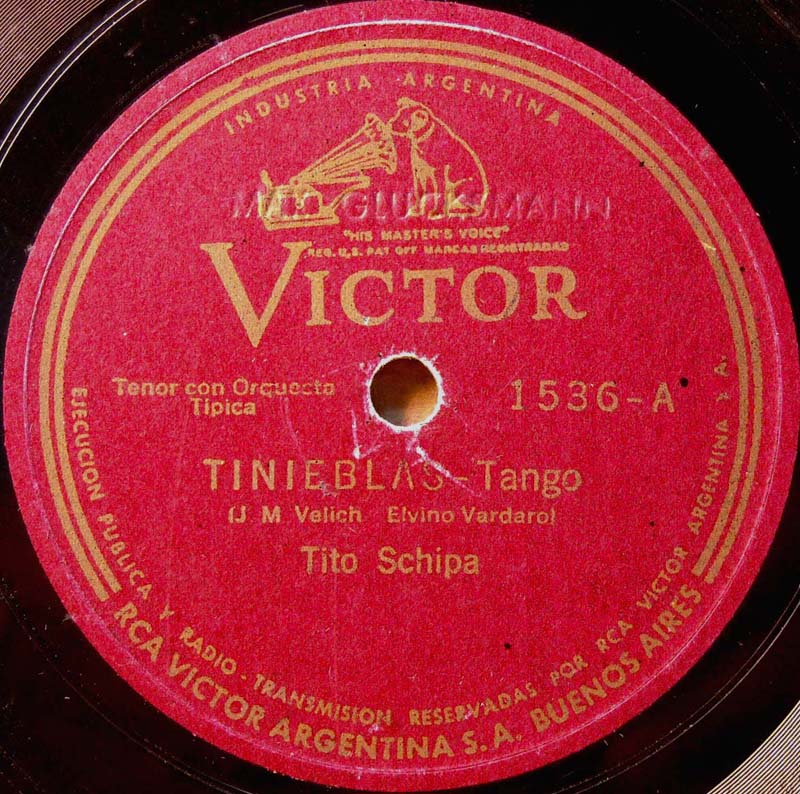 INDUSTRIA ARGENTINA
MAX GLUCKSMANN
"HIS MASTER'S VOICE"
REG. U.S. PAT OFF MARCAS REGISTRADAS
VICTOR
Tenor con Orquesta
Tipica
1536-A
TINIEBLAS - Tango
(J M Velich Elvino Vardaro)
Tito Schipa
EJECUCION PUBLICA Y RADIO-TRANSMISION RESERVADAS POR RCA VICTOR ARGENTINA S. A.
RCA VICTOR ARGENTINA S. A. BUENOS AIRES